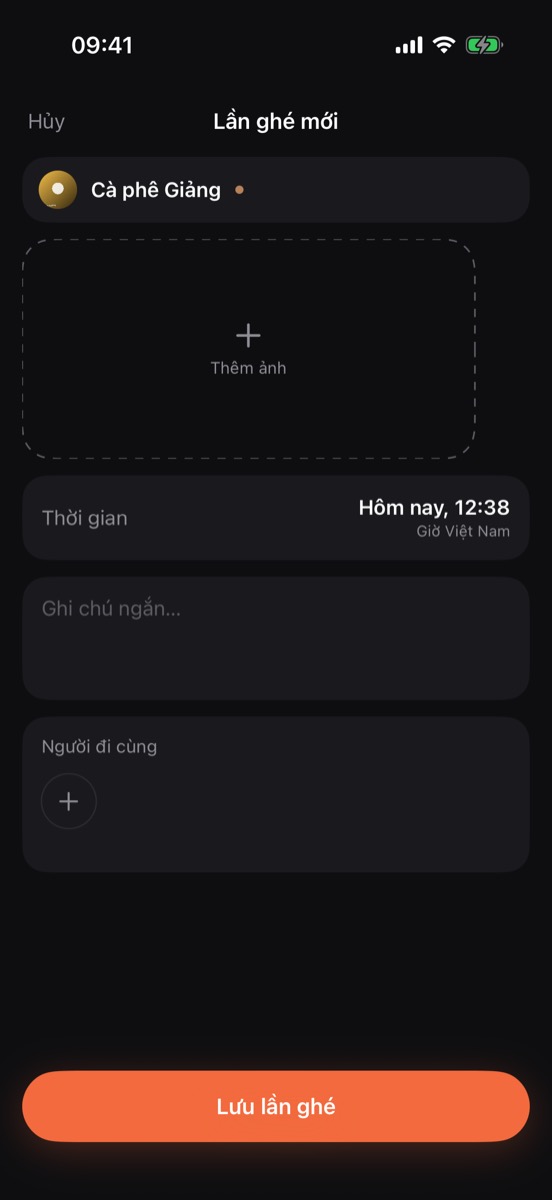 09:41
Hủy
Lần ghé mới
Cà phê Giảng
Thêm ảnh
Thời gian
Hôm nay, 12:38
Giờ Việt Nam
Ghi chú ngắn...
Người đi cùng
Lưu lần ghé